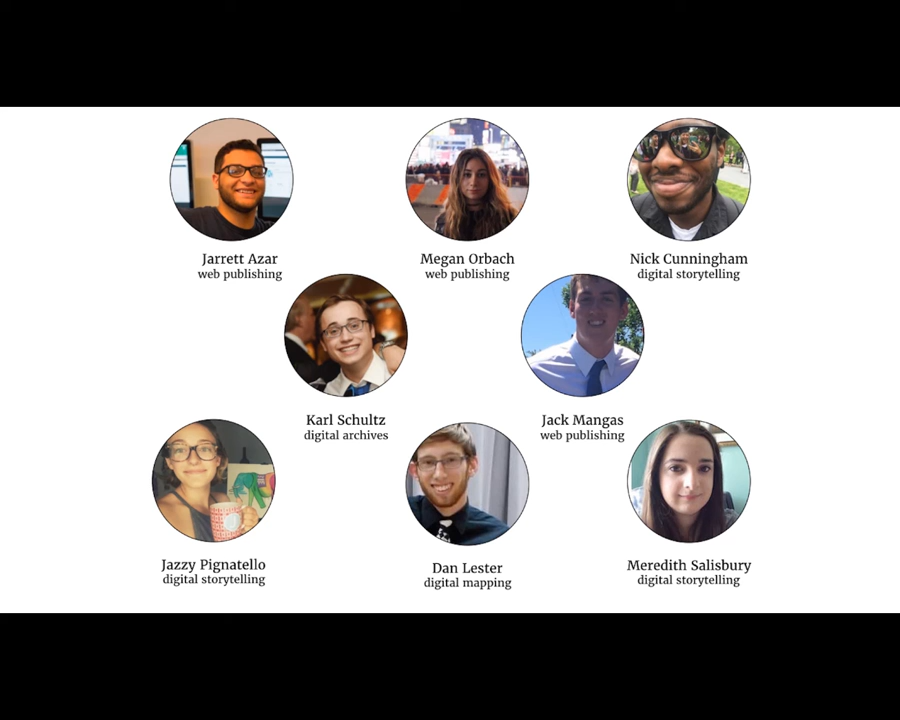 Jarrett Azar
web publishing
Megan Orbach
web publishing
Nick Cunningham
digital storytelling
Karl Schultz
digital archives
Jack Mangas
web publishing
Jazzy Pignatello
digital storytelling
Dan Lester
digital mapping
Meredith Salisbury
digital storytelling